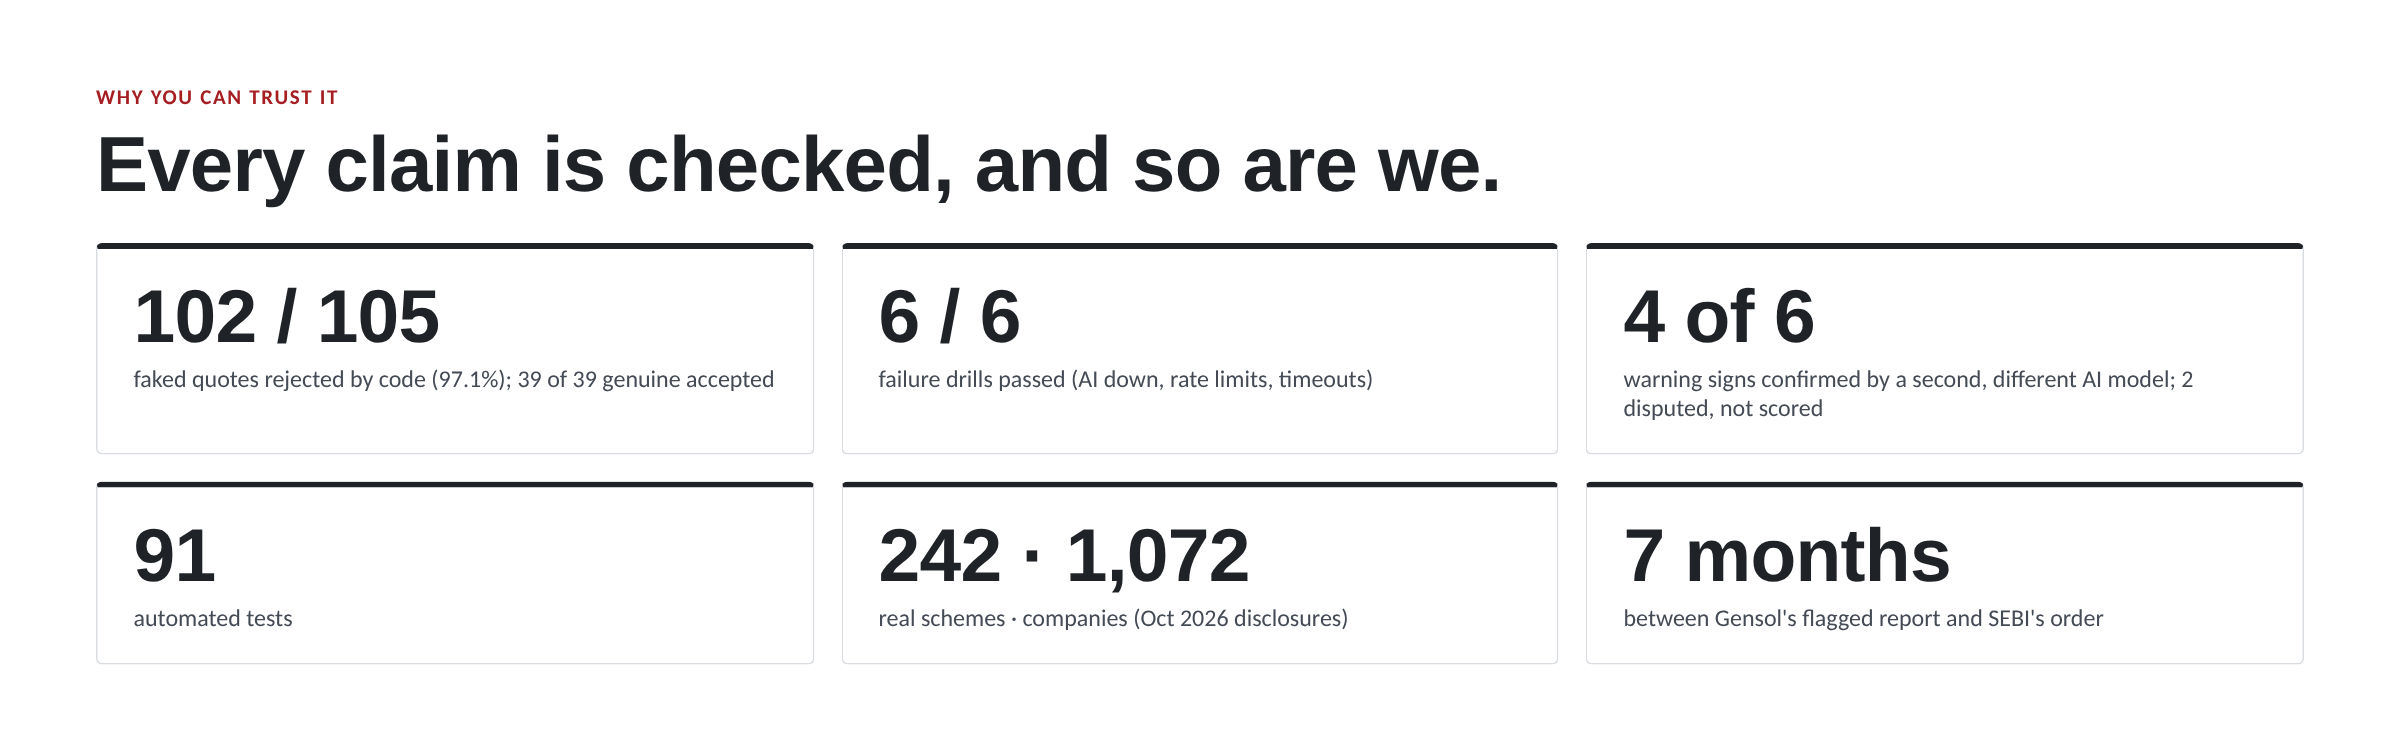 WHY YOU CAN TRUST IT
Every claim is checked, and so are we.
102 / 105
faked quotes rejected by code (97.1%); 39 of 39 genuine accepted
6 / 6
failure drills passed (AI down, rate limits, timeouts)
4 of 6
warning signs confirmed by a second, different AI model; 2
disputed, not scored
91
automated tests
242 · 1,072
real schemes · companies (Oct 2026 disclosures)
7 months
between Gensol's flagged report and SEBI's order